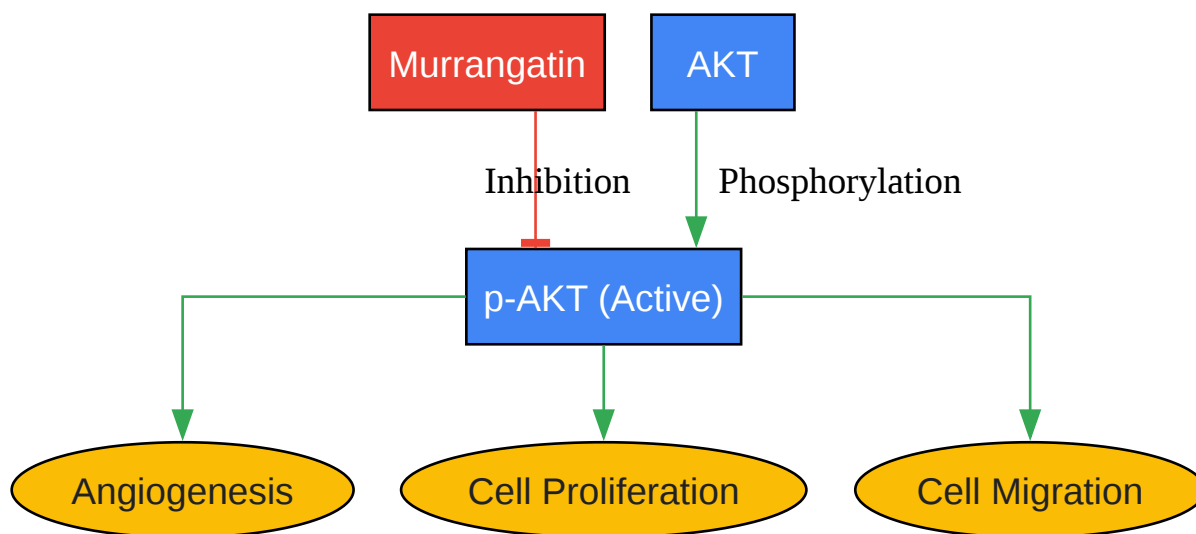 Murrangatin
AKT
Inhibition
Phosphorylation
p-AKT (Active)
Angiogenesis
Cell Proliferation
Cell Migration